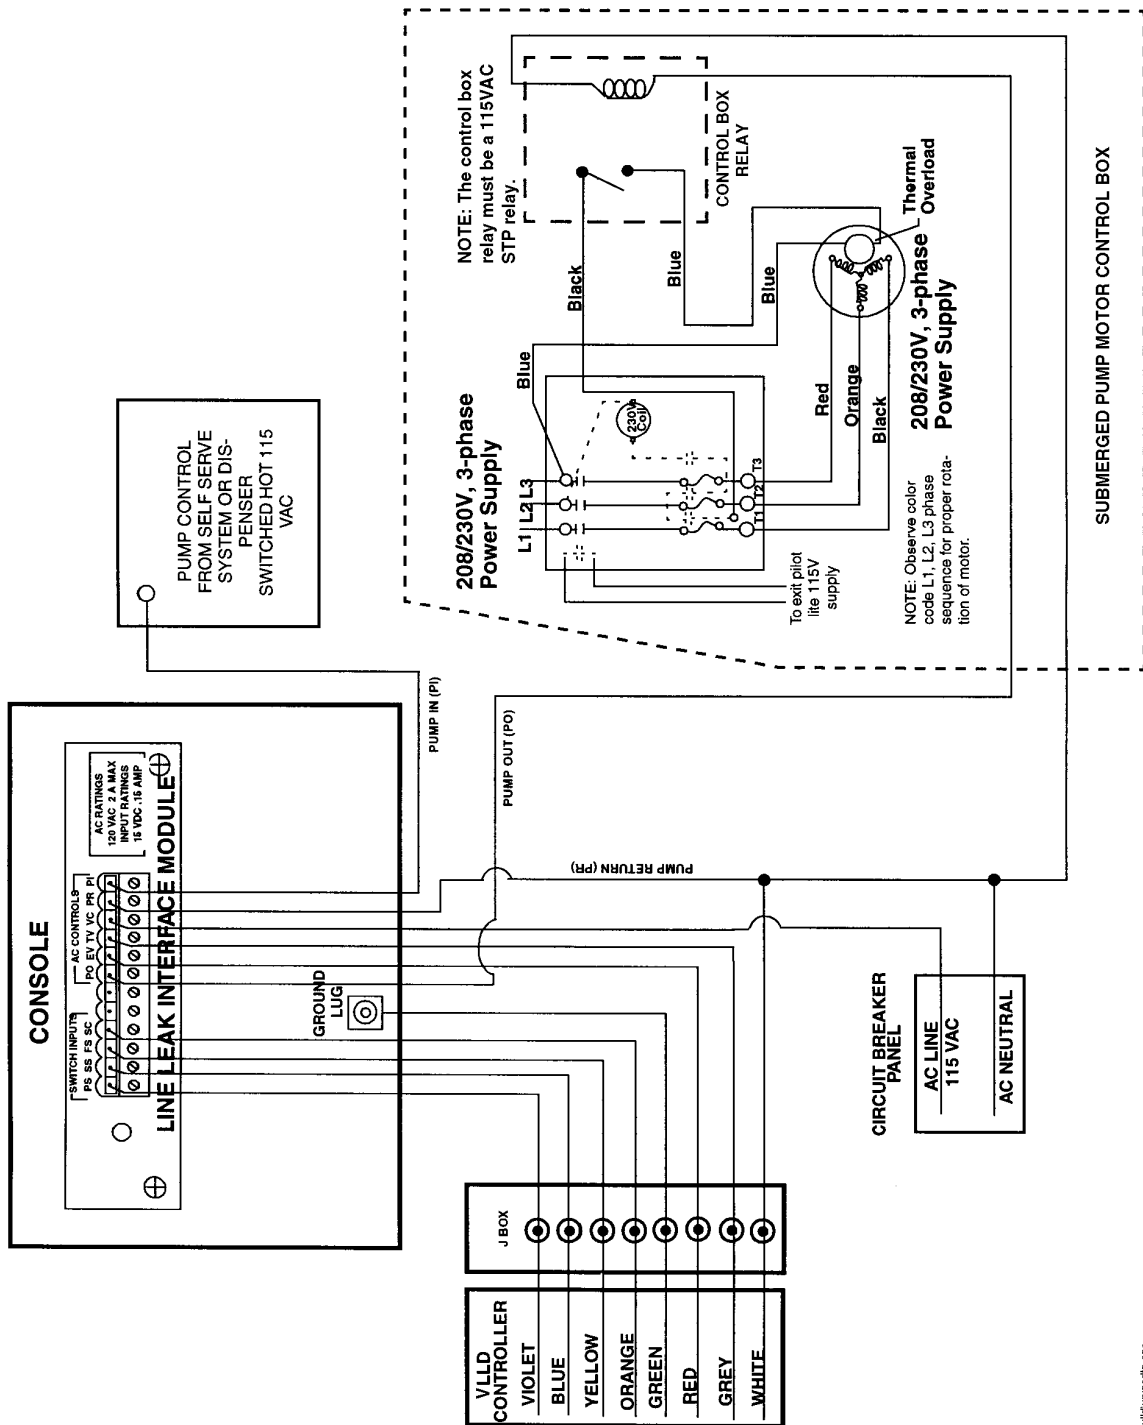 CONSOLE
AC RATINGS
120 VAC 2 A MAX
INPUT RATINGS
15 VDC .15 AMP
SWITCH INPUTS
AC CONTROLS
PS SS FS SC
PO EV TV VC PR PI
LINE LEAK INTERFACE MODULE
GROUND
LUG
PUMP CONTROL
FROM SELF SERVE
SYSTEM OR DIS-
PENSER
SWITCHED HOT 115
VAC
PUMP IN (PI)
PUMP OUT (PO)
PUMP RETURN (PR)
NOTE: The control box
relay must be a 115VAC
STP relay.
CONTROL BOX
RELAY
Black
Blue
Blue
Blue
208/230V, 3-phase
Power Supply
L1 L2 L3
230V
Coil
T1 T2 T3
To exit pilot
lite 115V
supply
Red
Orange
Black
Thermal
Overload
208/230V, 3-phase
Power Supply
NOTE: Observe color
code L1, L2, L3 phase
sequence for proper rota-
tion of motor.
SUBMERGED PUMP MOTOR CONTROL BOX
J BOX
VLLD
CONTROLLER
VIOLET
BLUE
YELLOW
ORANGE
GREEN
RED
GREY
WHITE
CIRCUIT BREAKER
PANEL
AC LINE
115 VAC
AC NEUTRAL